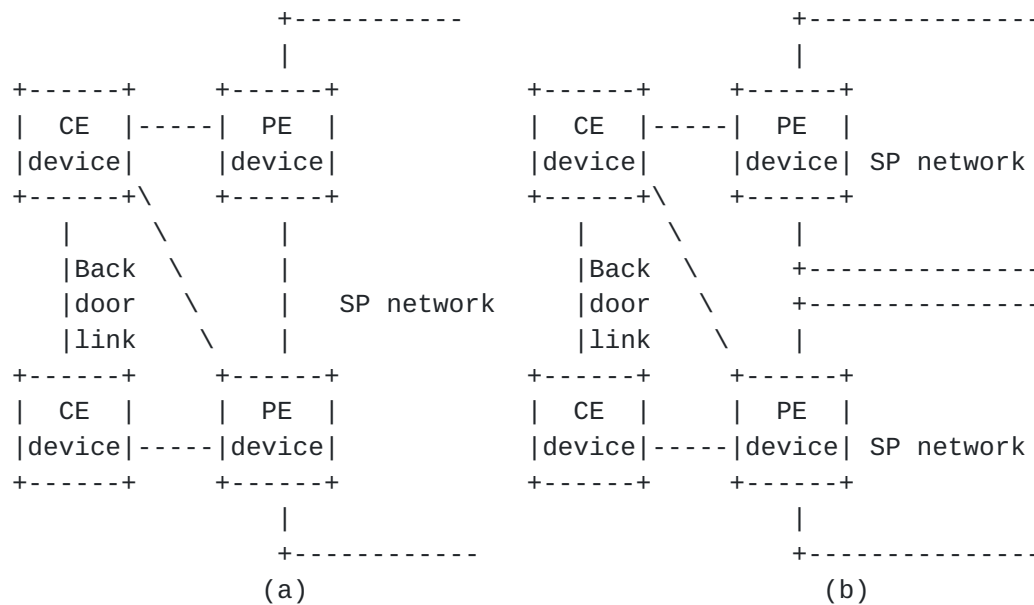 +-----------                      +---------------
                 |                                 |
+------+     +------+             +------+     +------+
|  CE  |-----|  PE  |             |  CE  |-----|  PE  |
|device|     |device|             |device|     |device| SP network
+------+\    +------+             +------+\    +------+
   |     \       |                   |     \       |
   |Back  \      |                   |Back  \      +---------------
   |door   \     |   SP network      |door   \     +---------------
   |link    \    |                   |link    \    |
+------+     +------+             +------+     +------+
|  CE  |     |  PE  |             |  CE  |     |  PE  |
|device|-----|device|             |device|-----|device| SP network
+------+     +------+             +------+     +------+
                 |                                 |
                 +------------                     +---------------
                (a)                                 (b)